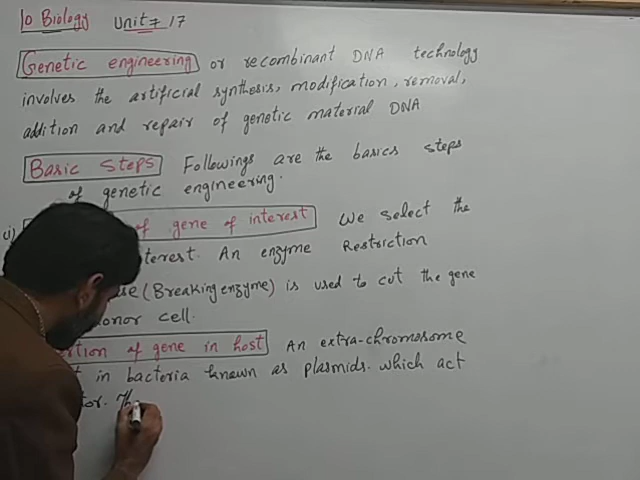 10 Biology Unit = 17
Genetic engineering or recombinant DNA technology
involves the artificial synthesis, modification, removal,
addition and repair of genetic material DNA
Basic Steps Followings are the basics steps
of genetic engineering.
(i) of gene of interest We select the
terest. An enzyme Restriction
(Breaking enzyme) is used to cut the gene
donor cell.
of gene in host An extra-chromosome
in bacteria known as plasmids. which act